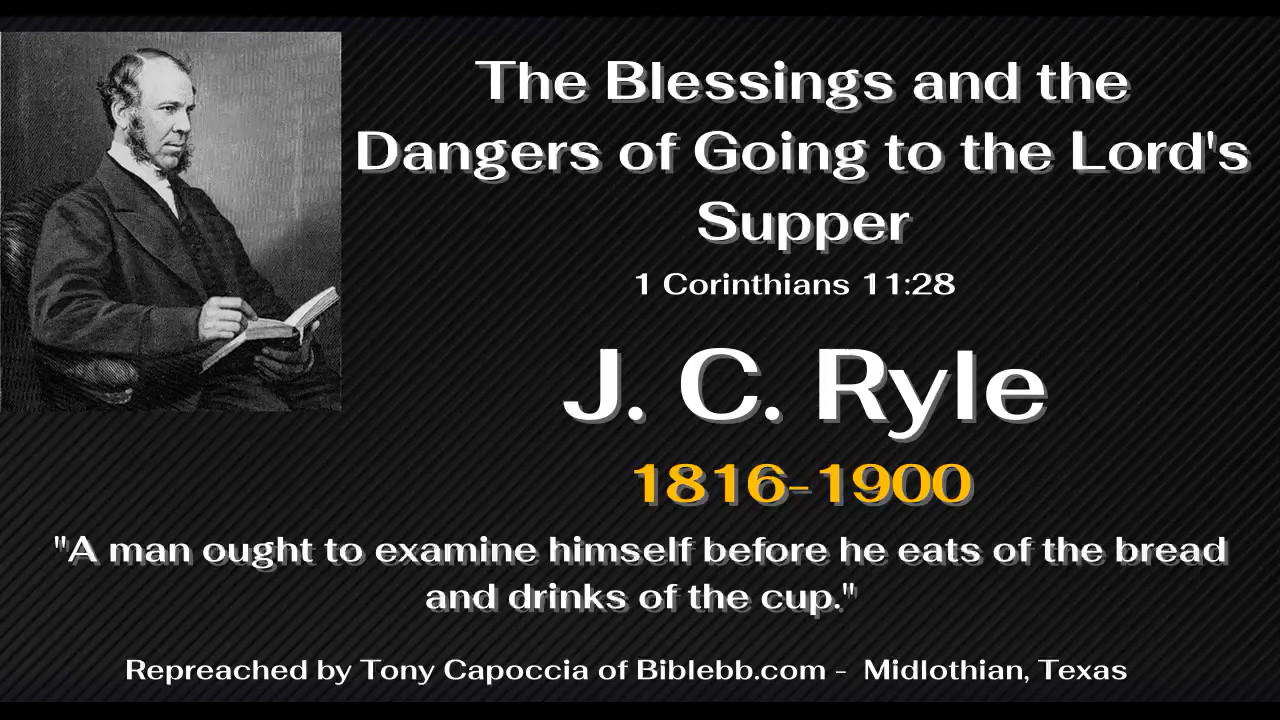 The Blessings and the
Dangers of Going to the Lord's
Supper
1 Corinthians 11:28
J. C. Ryle
1816-1900
"A man ought to examine himself before he eats of the bread
and drinks of the cup."
Repreached by Tony Capoccia of Biblebb.com - Midlothian, Texas